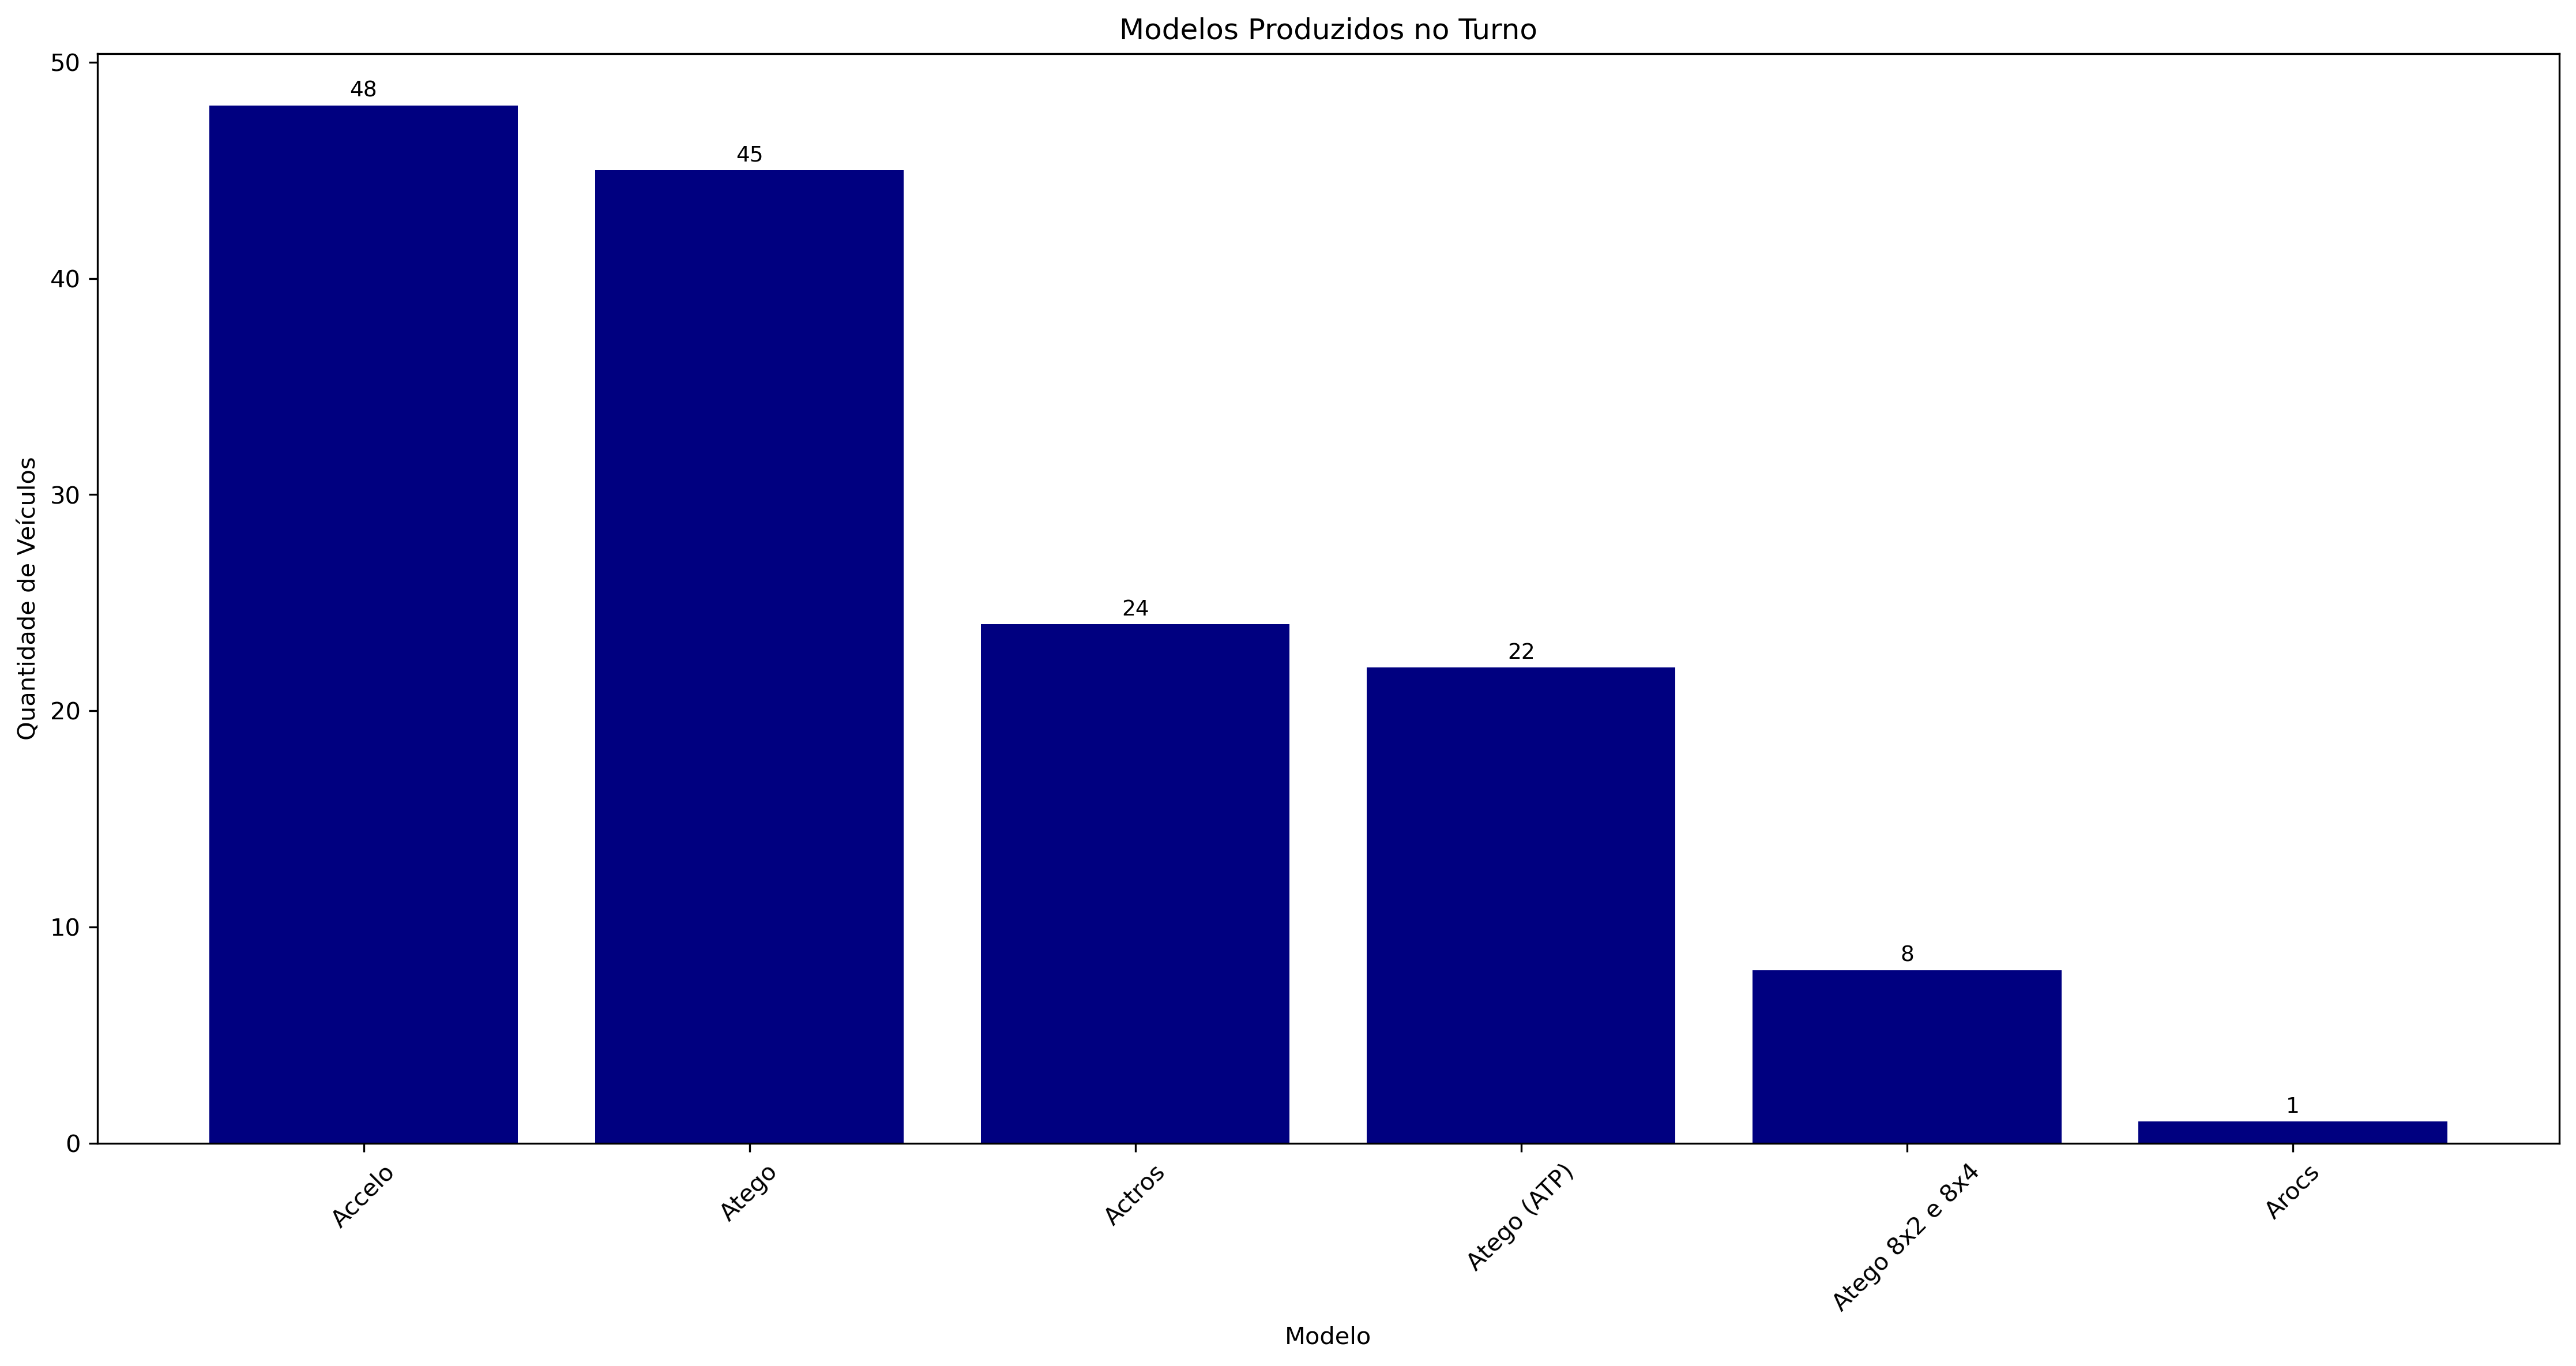 Modelos Produzidos no Turno
Quantidade de Veículos
50
40
30
20
10
0
48
45
24
22
8
1
Accelo
Atego
Actros
Atego (ATP)
Atego 8x2 e 8x4
Arocs
Modelo